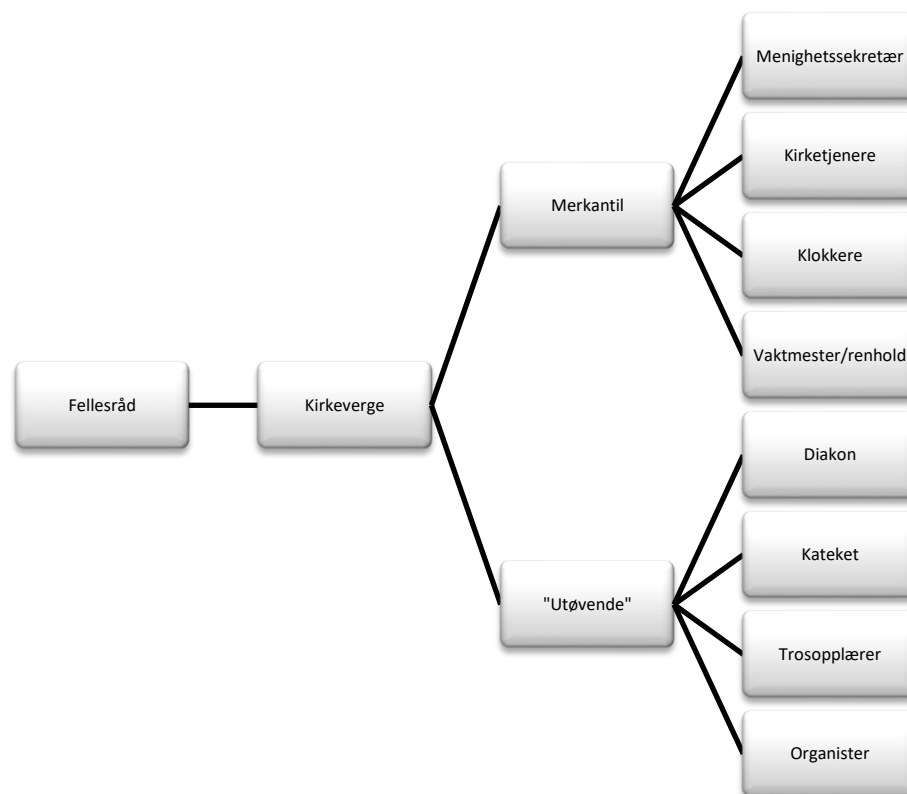 Fellesråd
Kirkeverge
Merkantil
Menighetssekretær
Kirketjenere
Klokkere
Vaktmester/renhold
"Utøvende"
Diakon
Kateket
Trosopplærer
Organister